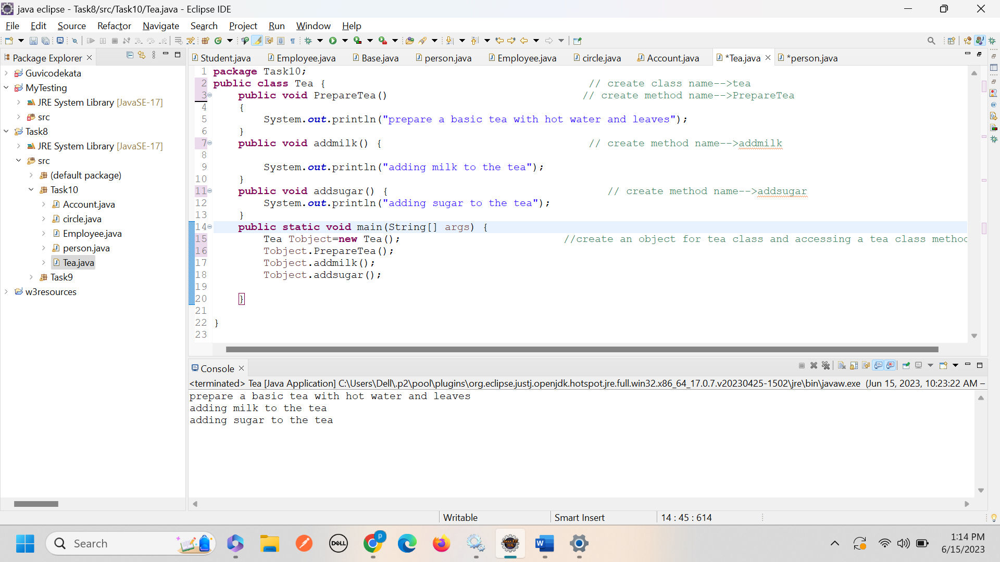 java eclipse - Task8/src/Task10/Tea.java - Eclipse IDE
File Edit Source Refactor Navigate Search Project Run Window Help
Package Explorer
Student.java Employee.java Base.java person.java Employee.java circle.java Account.java *Tea.java *person.java
Guvicodekata
MyTesting
JRE System Library [JavaSE-17]
src
Task8
JRE System Library [JavaSE-17]
src
(default package)
Task10
Account.java
circle.java
Employee.java
person.java
Tea.java
Task9
w3resources
1 package Task10;
2 public class Tea { // create class name-->tea
3 public void PrepareTea() // create method name-->PrepareTea
4 {
5 System.out.println("prepare a basic tea with hot water and leaves");
6 }
7 public void addmilk() { // create method name-->addmilk
8
9 System.out.println("adding milk to the tea");
10 }
11 public void addsugar() { // create method name-->addsugar
12 System.out.println("adding sugar to the tea");
13 }
14 public static void main(String[] args) {
15 Tea Tobject=new Tea(); //create an object for tea class and accessing a tea class method
16 Tobject.PrepareTea();
17 Tobject.addmilk();
18 Tobject.addsugar();
19
20 }
21
22 }
23
Console
<terminated> Tea [Java Application] C:\Users\Dell\.p2\pool\plugins\org.eclipse.justj.openjdk.hotspot.jre.full.win32.x86_64_17.0.7.v20230425-1502\jre\bin\javaw.exe (Jun 15, 2023, 10:23:22 AM –
prepare a basic tea with hot water and leaves
adding milk to the tea
adding sugar to the tea
Writable Smart Insert 14 : 45 : 614
Search
DELL
P
Java EE
IDE
W
1:14 PM
6/15/2023